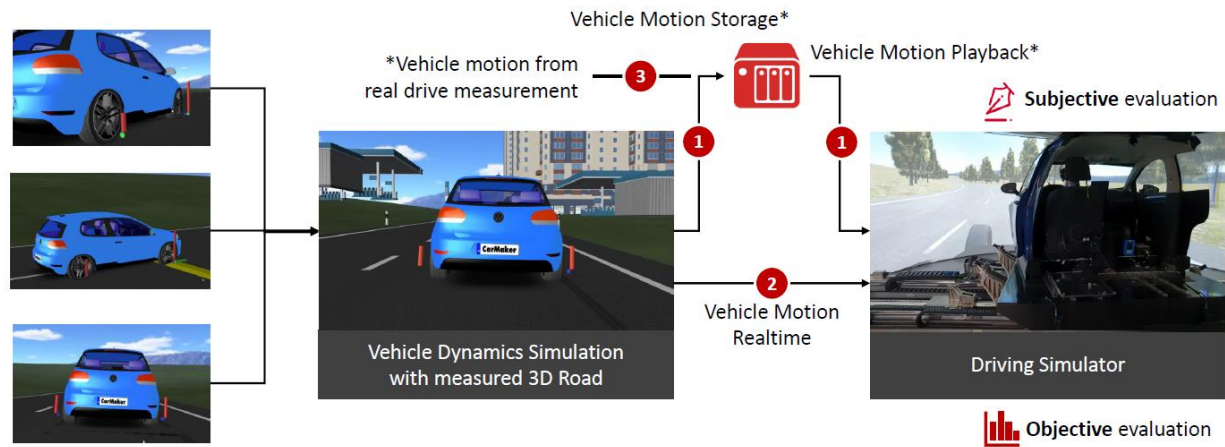 Vehicle Motion Storage*
*Vehicle motion from
real drive measurement
3
Vehicle Motion Playback*
Subjective evaluation
1
1
CarMaker
2
Vehicle Motion
Realtime
Vehicle Dynamics Simulation
with measured 3D Road
Driving Simulator
CarMaker
CarMaker
Objective evaluation